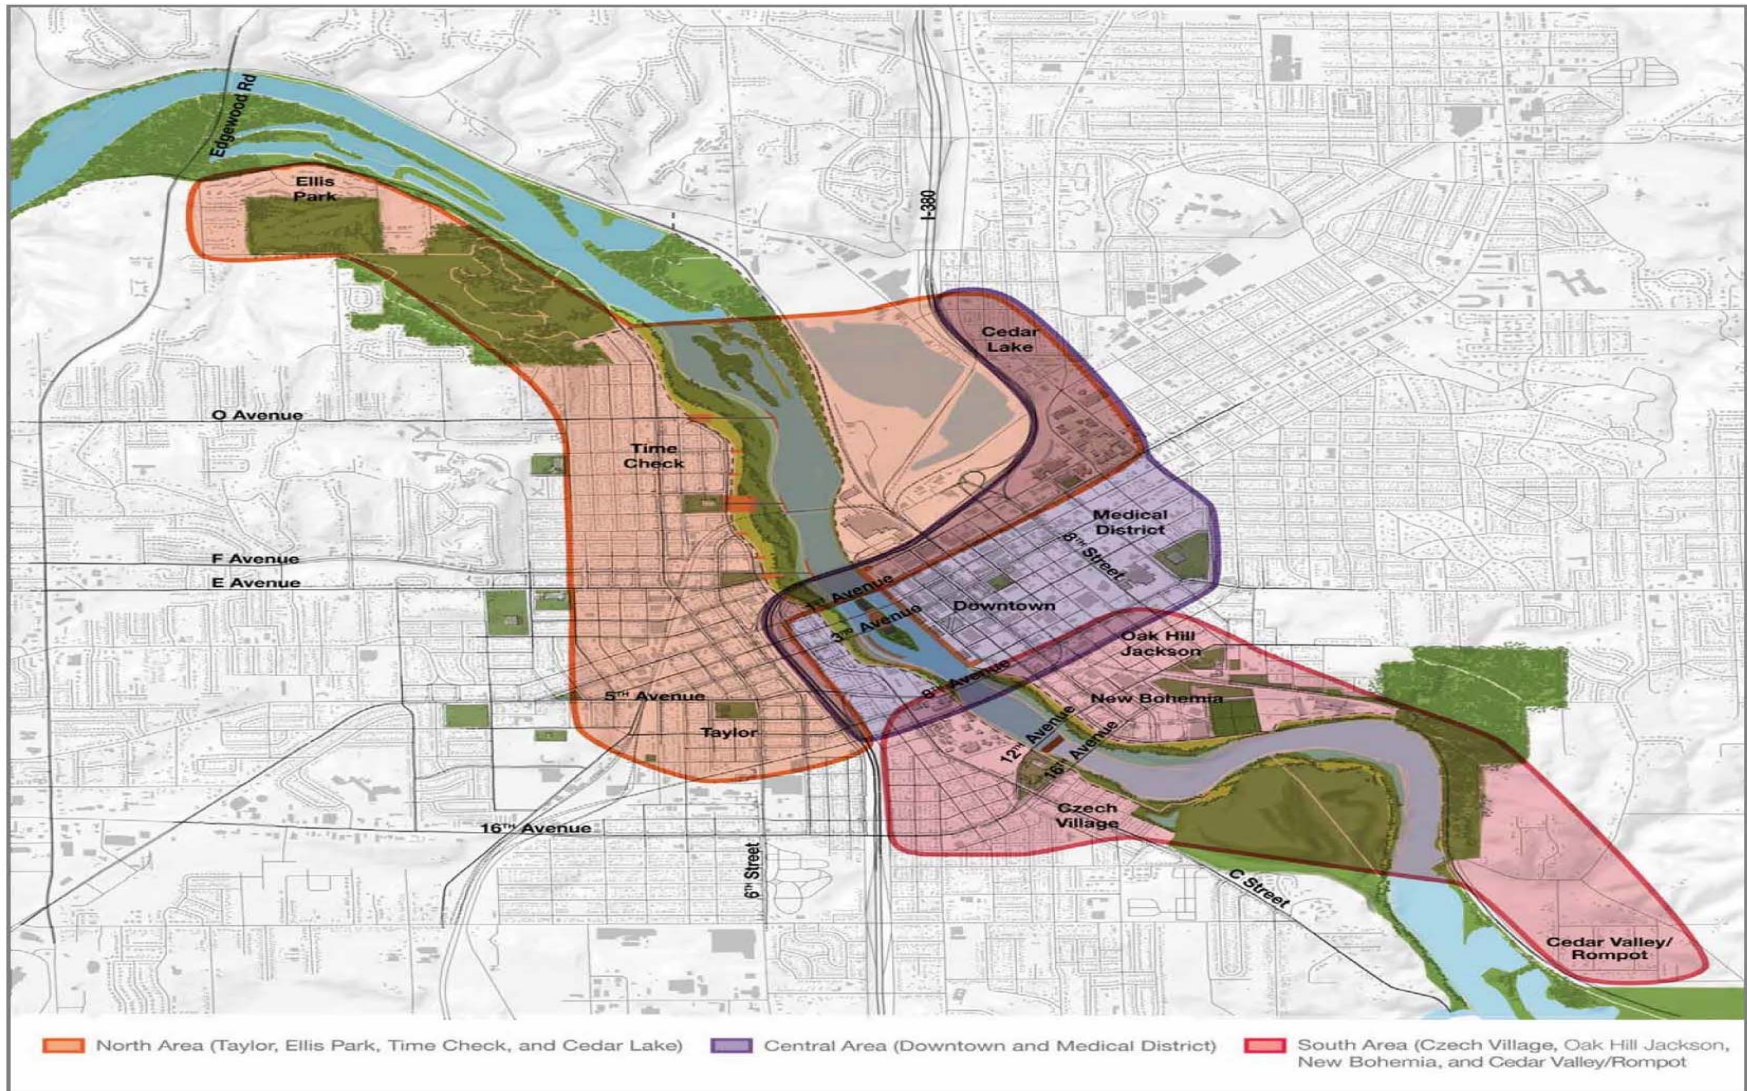 Edgewood Rd
Ellis
Park
I-380
Cedar
Lake
O Avenue
Time
Check
Medical
District
8TH Street
F Avenue
E Avenue
1st Avenue
Downtown
3RD Avenue
Oak Hill
Jackson
8TH Avenue
5TH Avenue
New Bohemia
Taylor
12TH Avenue
16TH Avenue
Czech
Village
16TH Avenue
6TH Street
C Street
Cedar Valley/
Rompot
North Area (Taylor, Ellis Park, Time Check, and Cedar Lake)
Central Area (Downtown and Medical District)
South Area (Czech Village, Oak Hill Jackson,
New Bohemia, and Cedar Valley/Rompot